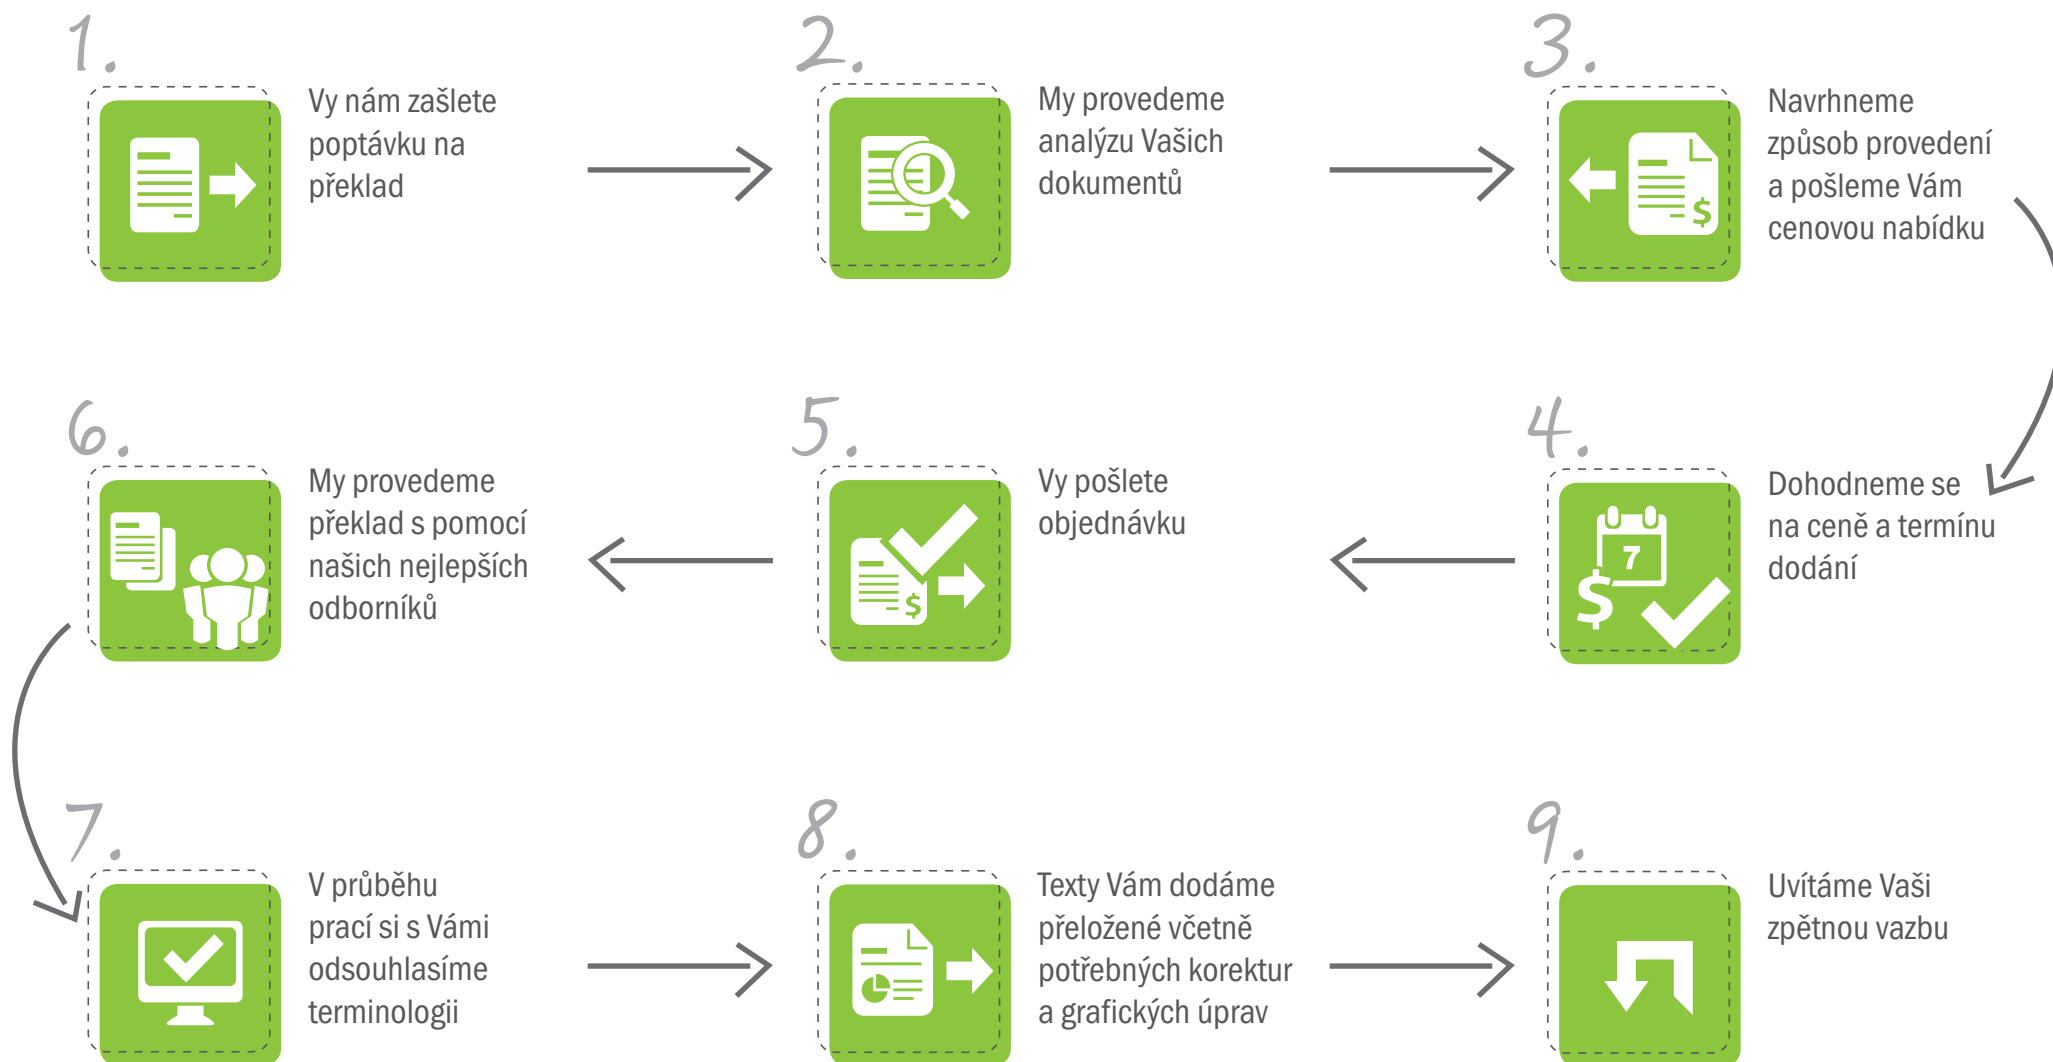 1.
Vy nám zašlete
poptávku na
překlad
2.
My provedeme
analýzu Vašich
dokumentů
3.
Navrhneme
způsob provedení
a pošleme Vám
cenovou nabídku
$
4.
Dohodneme se
na ceně a termínu
dodání
7
$
5.
Vy pošlete
objednávku
$
6.
My provedeme
překlad s pomocí
našich nejlepších
odborníků
7.
V průběhu
prací si s Vámi
odsouhlasíme
terminologii
8.
Texty Vám dodáme
přeložené včetně
potřebných korektur
a grafických úprav
9.
Uvítáme Vaši
zpětnou vazbu